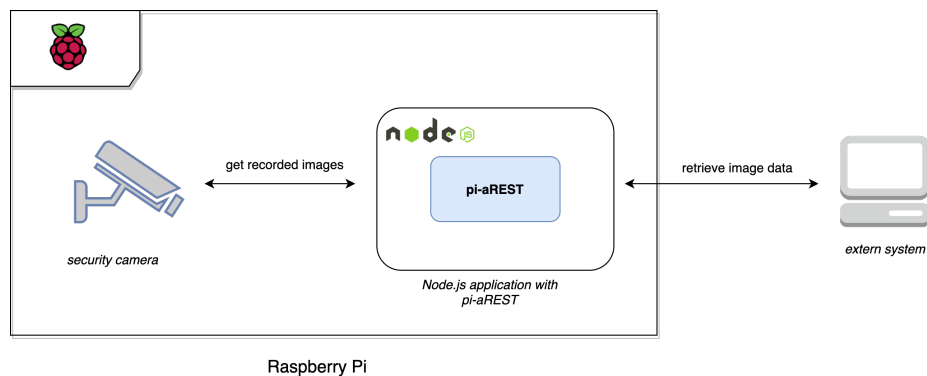 node
JS
get recorded images
pi-aREST
retrieve image data
security camera
Node.js application with
pi-aREST
extern system
Raspberry Pi